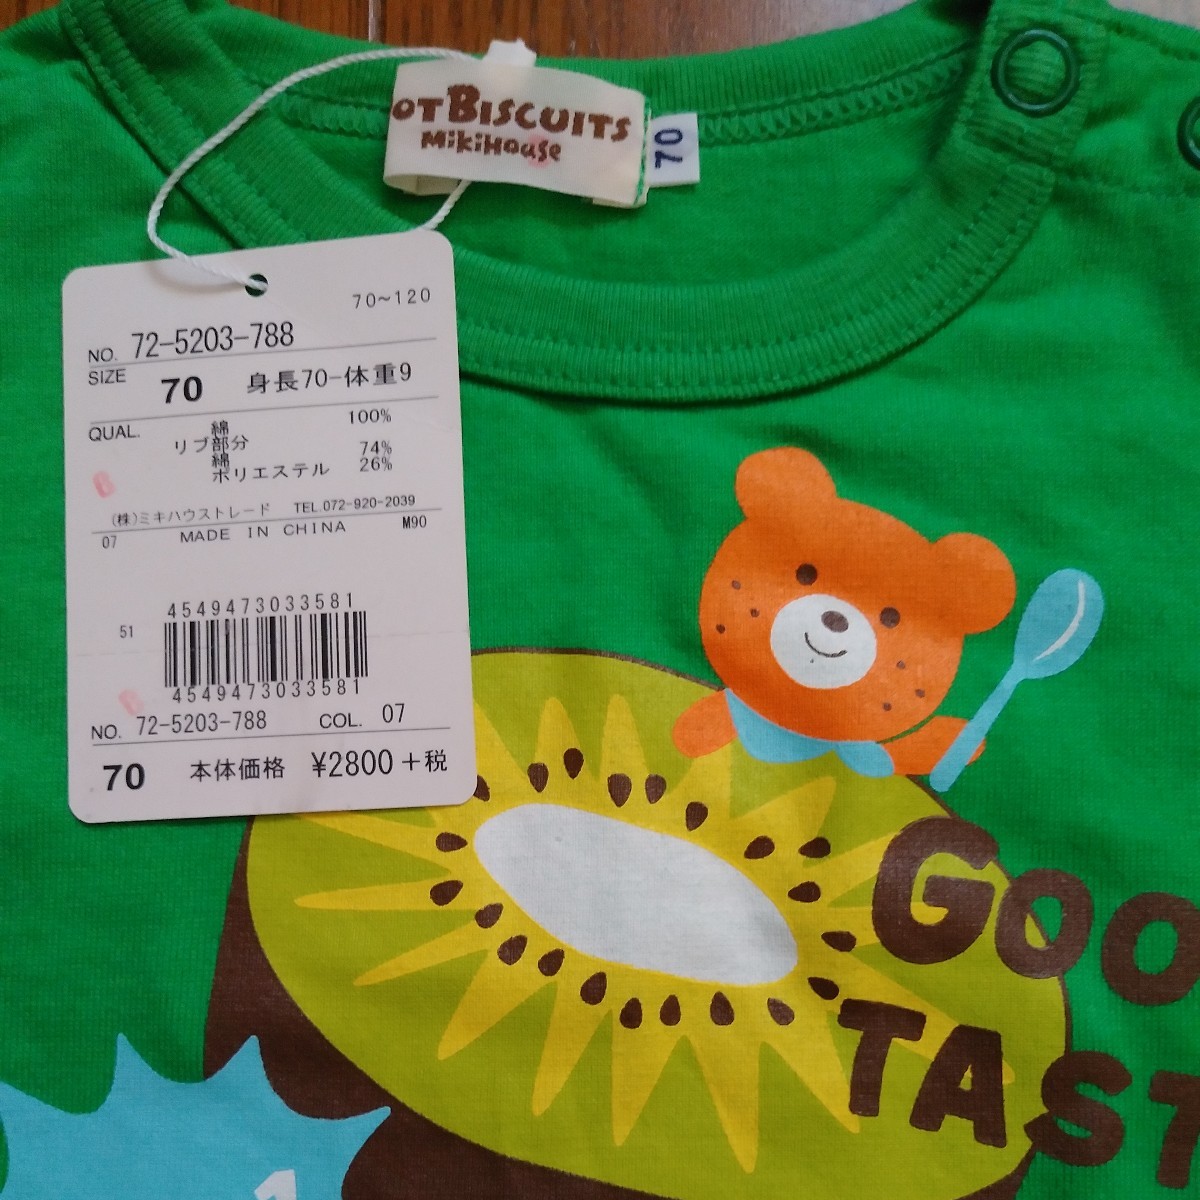 OTBISCUITS
MIKIHOUSE
70
70~120
NO. 72-5203-788
SIZE 70 身長70-体重9
QUAL. 綿 100%
リブ部分
綿 74%
ポリエステル 26%
B
(株)ミキハウストレード TEL.072-920-2039
07 MADE IN CHINA M90
4549473033581
51
4549473033581
NO. 72-5203-788 COL. 07
70 本体価格 ¥2800+税
GOO
TAST